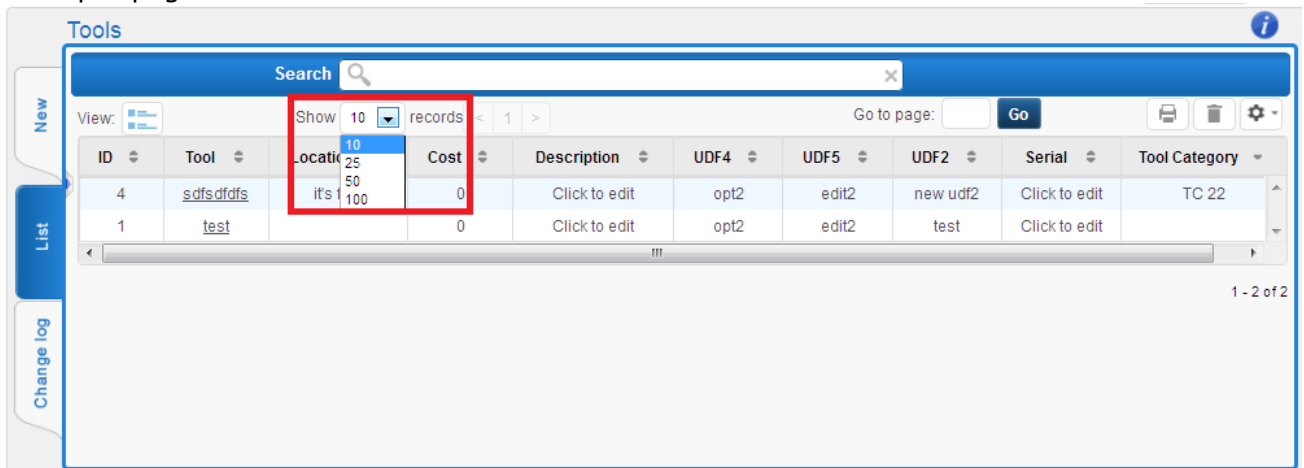 Tools
Search
View: Show 10 records < 1 > Go to page: Go
10
25
50
100
ID Tool Cost Description UDF4 UDF5 UDF2 Serial Tool Category
4 sdfsdfdfs it's 0 Click to edit opt2 edit2 new udf2 Click to edit TC 22
1 test 0 Click to edit opt2 edit2 test Click to edit
1 - 2 of 2
New
List
Change log